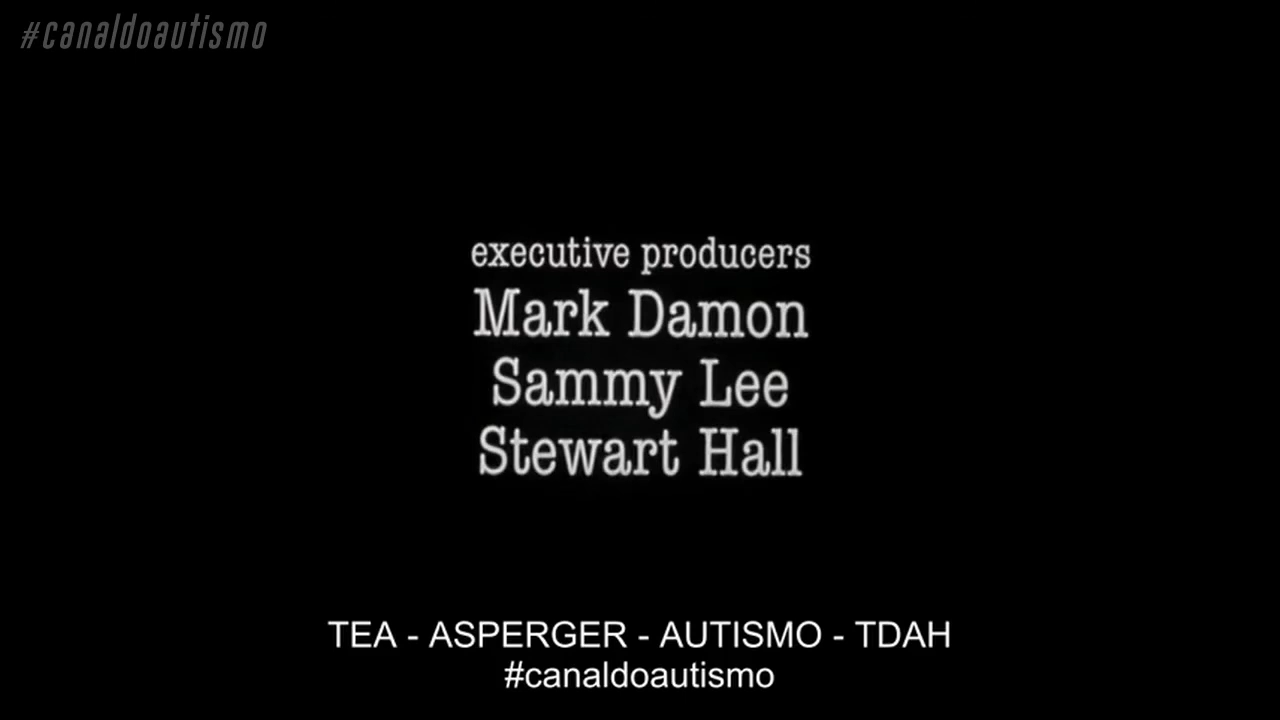 #canaldoautismo
executive producers
Mark Damon
Sammy Lee
Stewart Hall
TEA - ASPERGER - AUTISMO - TDAH
#canaldoautismo